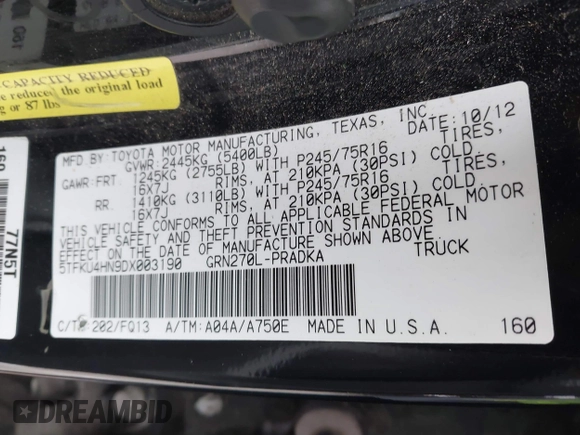 CAPACITY REDUCED
reduces the original load
g or 87 lbs
160
77N5T
MFD BY:TOYOTA MOTOR MANUFACTURING, TEXAS, INC.
GVWR:2445KG (5400LB) DATE:10/12
GAWR:FRT 1245KG (2755LB) WITH P245/75R16 TIRES,
16X7J RIMS, AT 210KPA (30PSI) COLD
RR 1410KG (3110LB) WITH P245/75R16 TIRES,
16X7J RIMS, AT 210KPA (30PSI) COLD.
THIS VEHICLE CONFORMS TO ALL APPLICABLE FEDERAL MOTOR
VEHICLE SAFETY AND THEFT PREVENTION STANDARDS IN
EFFECT ON THE DATE OF MANUFACTURE SHOWN ABOVE.
5TFKU4HN9DX003190 GRN270L-PRADKA TRUCK
C/TR:202/FQ13 A/TM:A04A/A750E MADE IN U.S.A. 160
DREAMBID